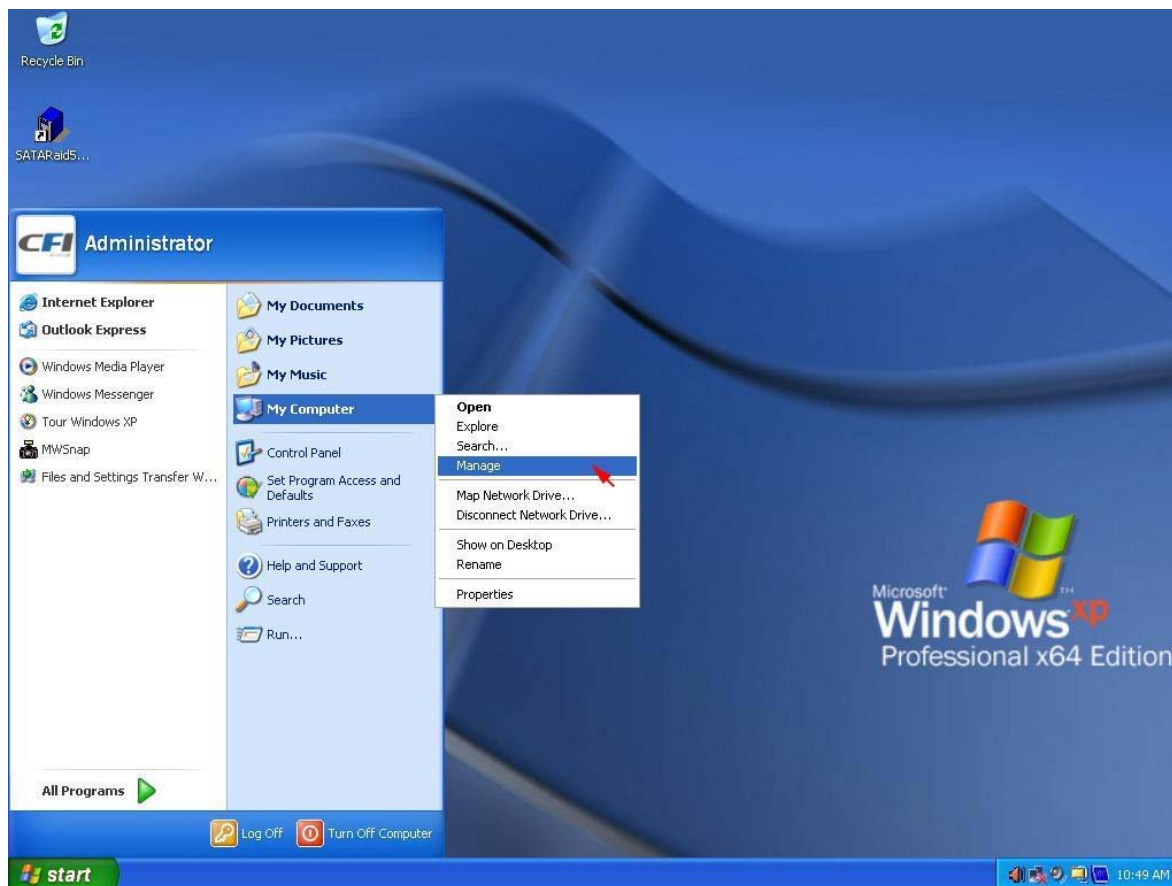 Recycle Bin
SATARaid5...
CFI
Administrator
Internet Explorer
Outlook Express
Windows Media Player
Windows Messenger
Tour Windows XP
MWSnap
Files and Settings Transfer W...
All Programs
My Documents
My Pictures
My Music
My Computer
Control Panel
Set Program Access and
Defaults
Printers and Faxes
Help and Support
Search
Run...
Open
Explore
Search...
Manage
Map Network Drive...
Disconnect Network Drive...
Show on Desktop
Rename
Properties
Log Off
Turn Off Computer
Microsoft
TM
Windows xp
Professional x64 Edition
start
10:49 AM